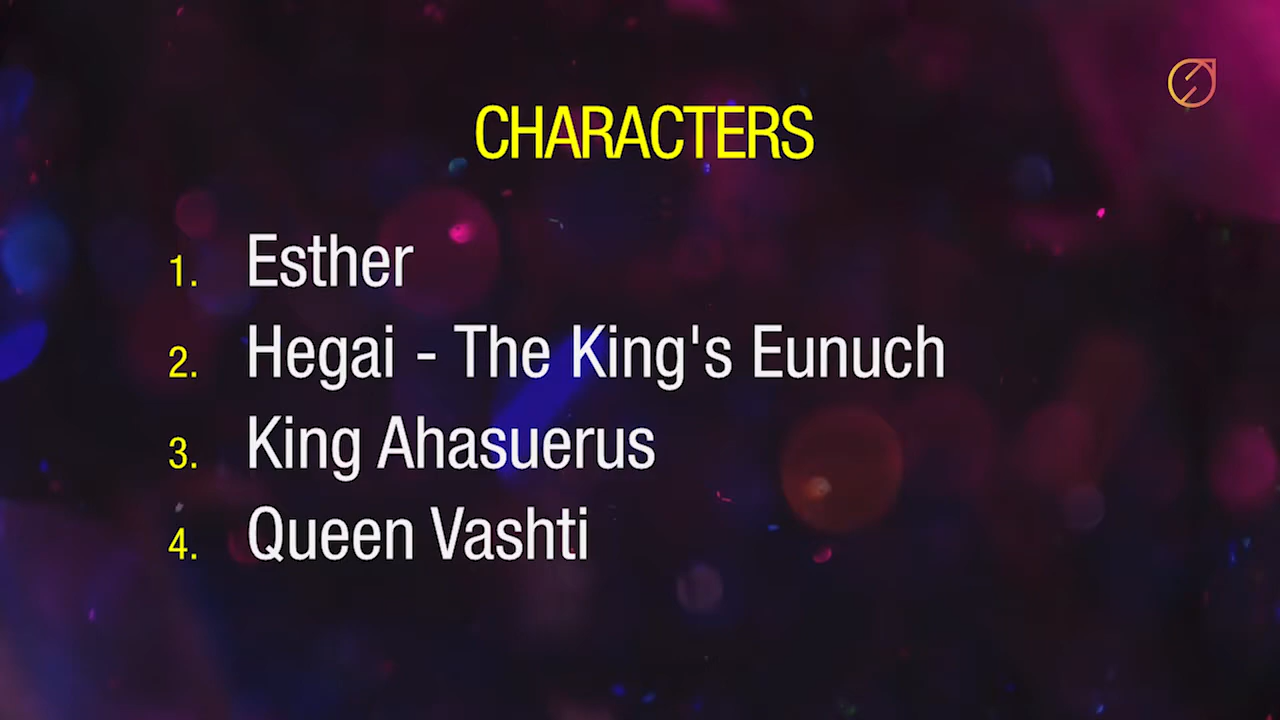 CHARACTERS
1. Esther
2. Hegai - The King's Eunuch
3. King Ahasuerus
4. Queen Vashti